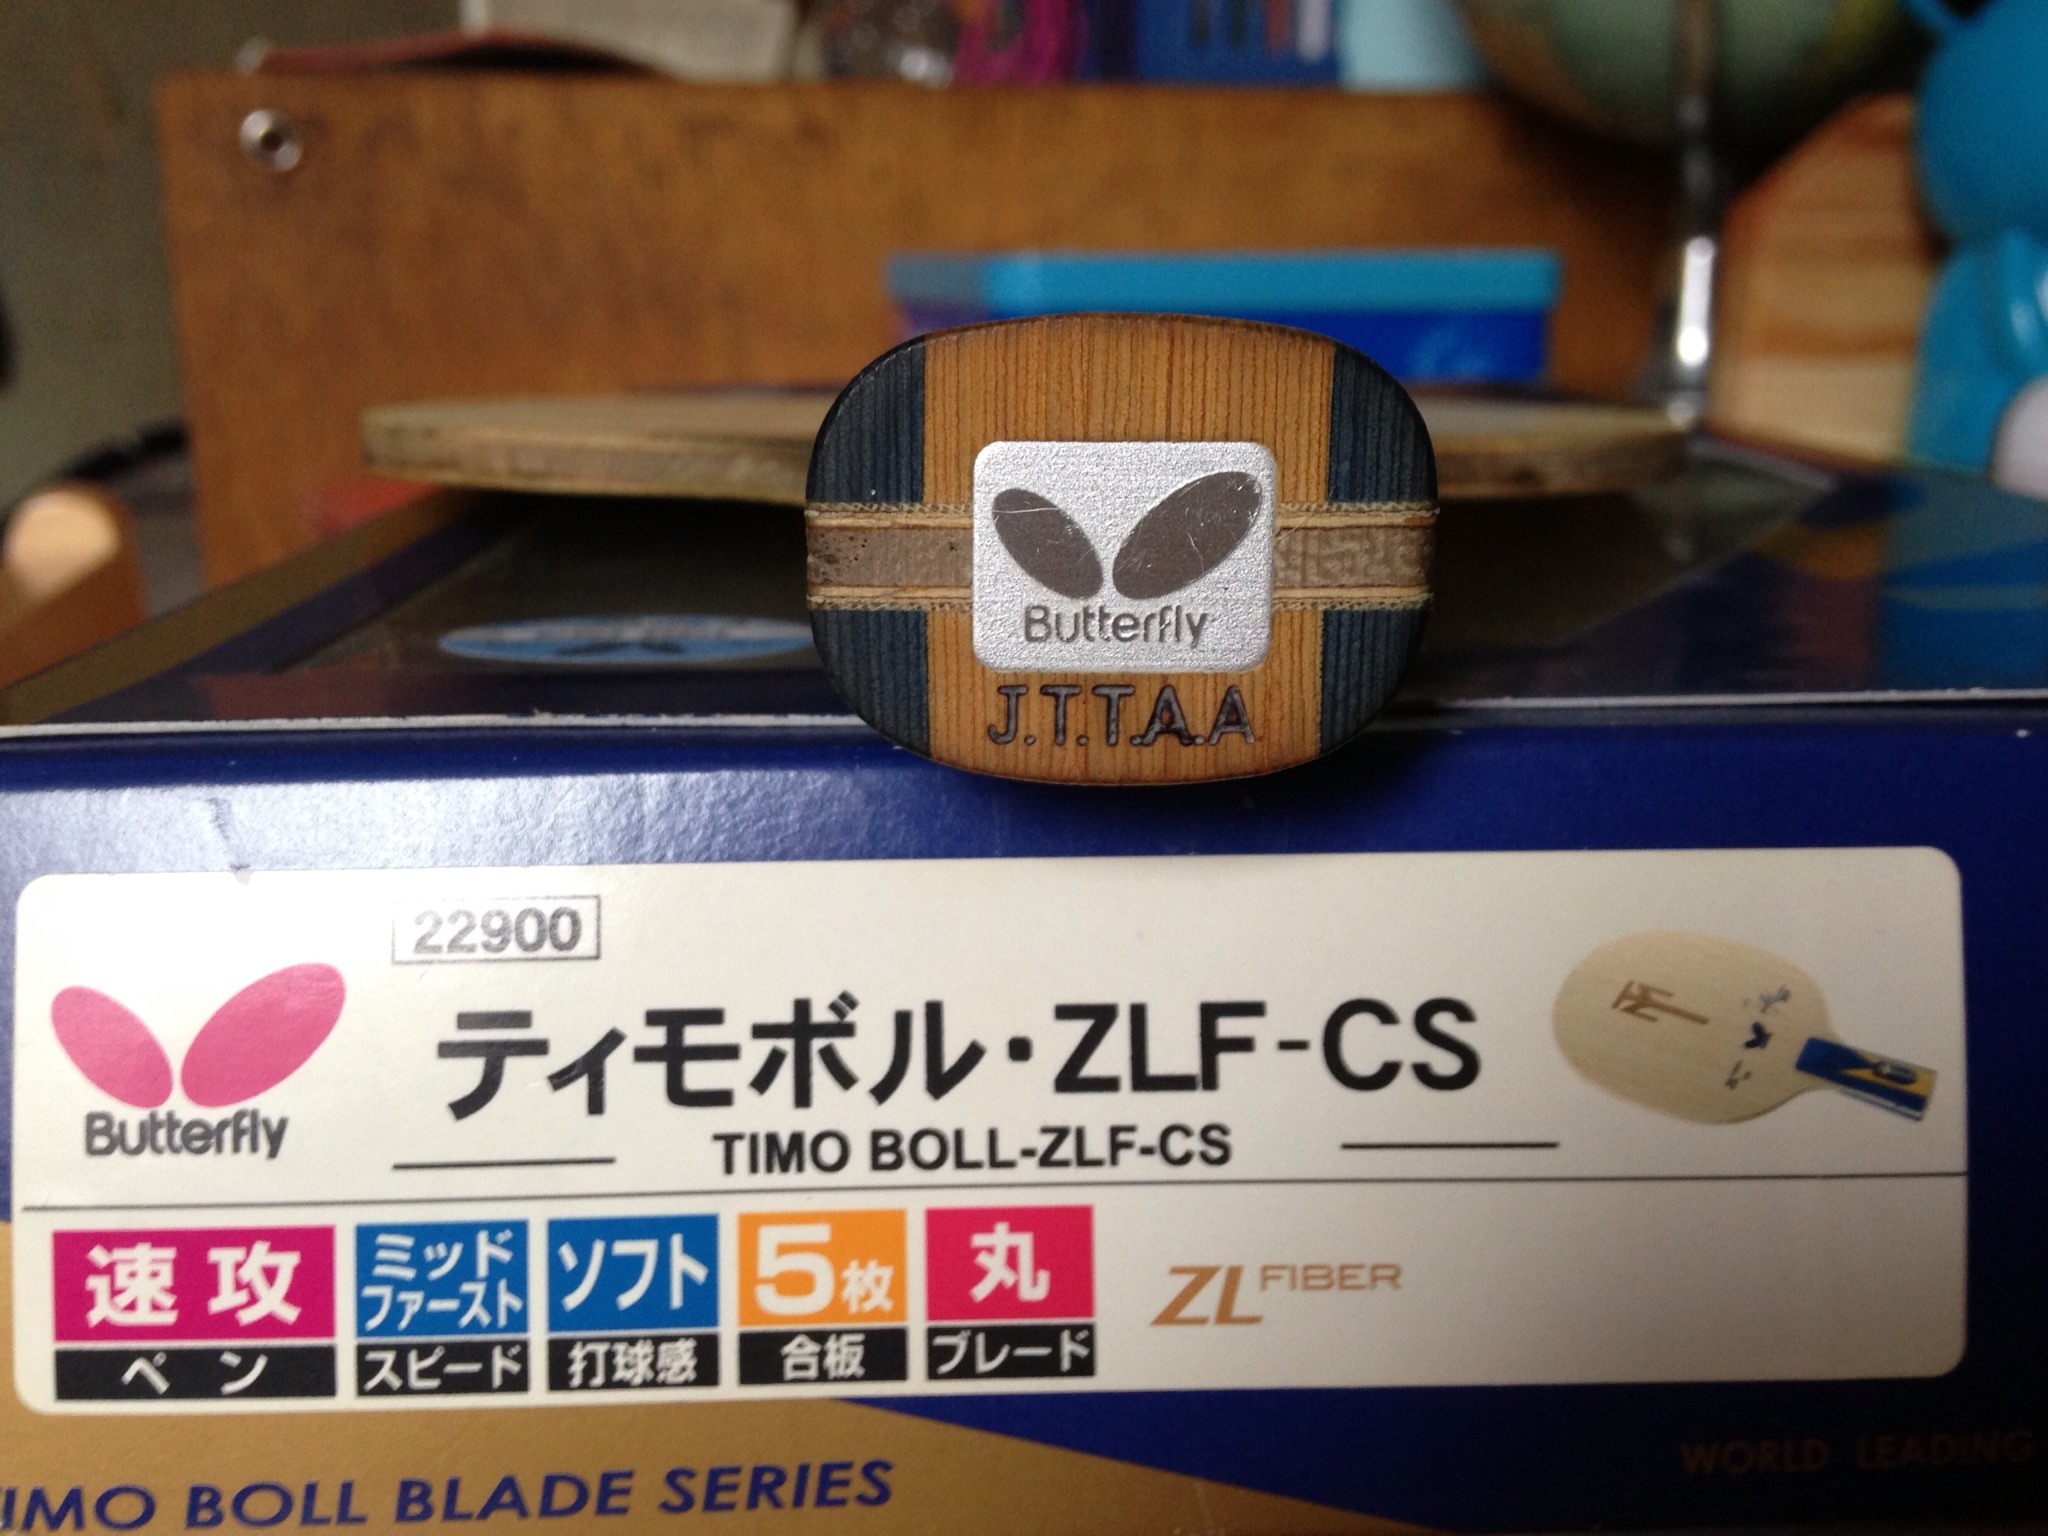 Butterfly
J.T.T.A.A
22900
Butterfly
ティモボル・ZLF-CS
TIMO BOLL-ZLF-CS
速攻
ペン
ミッド
ファースト
スピード
ソフト
打球感
5枚
合板
丸
ブレード
ZL FIBER
TIMO BOLL BLADE SERIES
WORLD LEADING